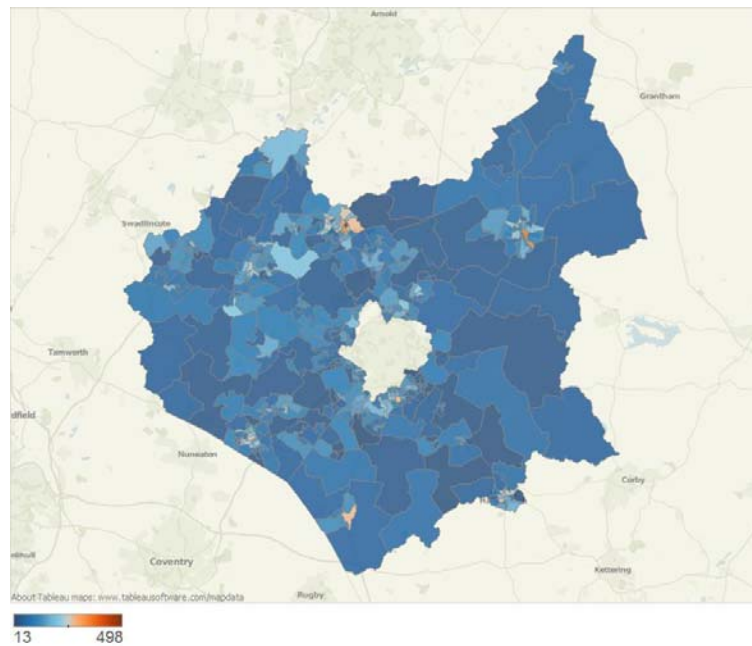 Arnold
Grantham
Swadlincote
Tamworth
dfield
Nuneaton
Corby
Coventry
Kettering
Rugby
About Tableau maps: www.tableausoftware.com/mapdata
13 498